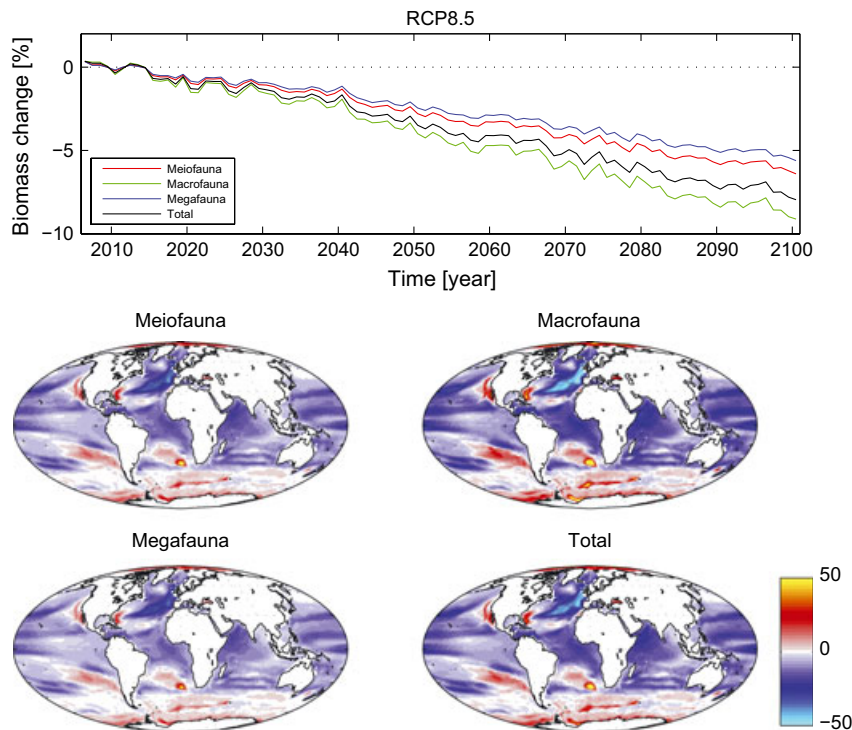 RCP8.5
Biomass change [%]
0
−5
−10
Meiofauna
Macrofauna
Megafauna
Total
2010 2020 2030 2040 2050 2060 2070 2080 2090 2100
Time [year]
Meiofauna Macrofauna
Megafauna Total
50
0
−50